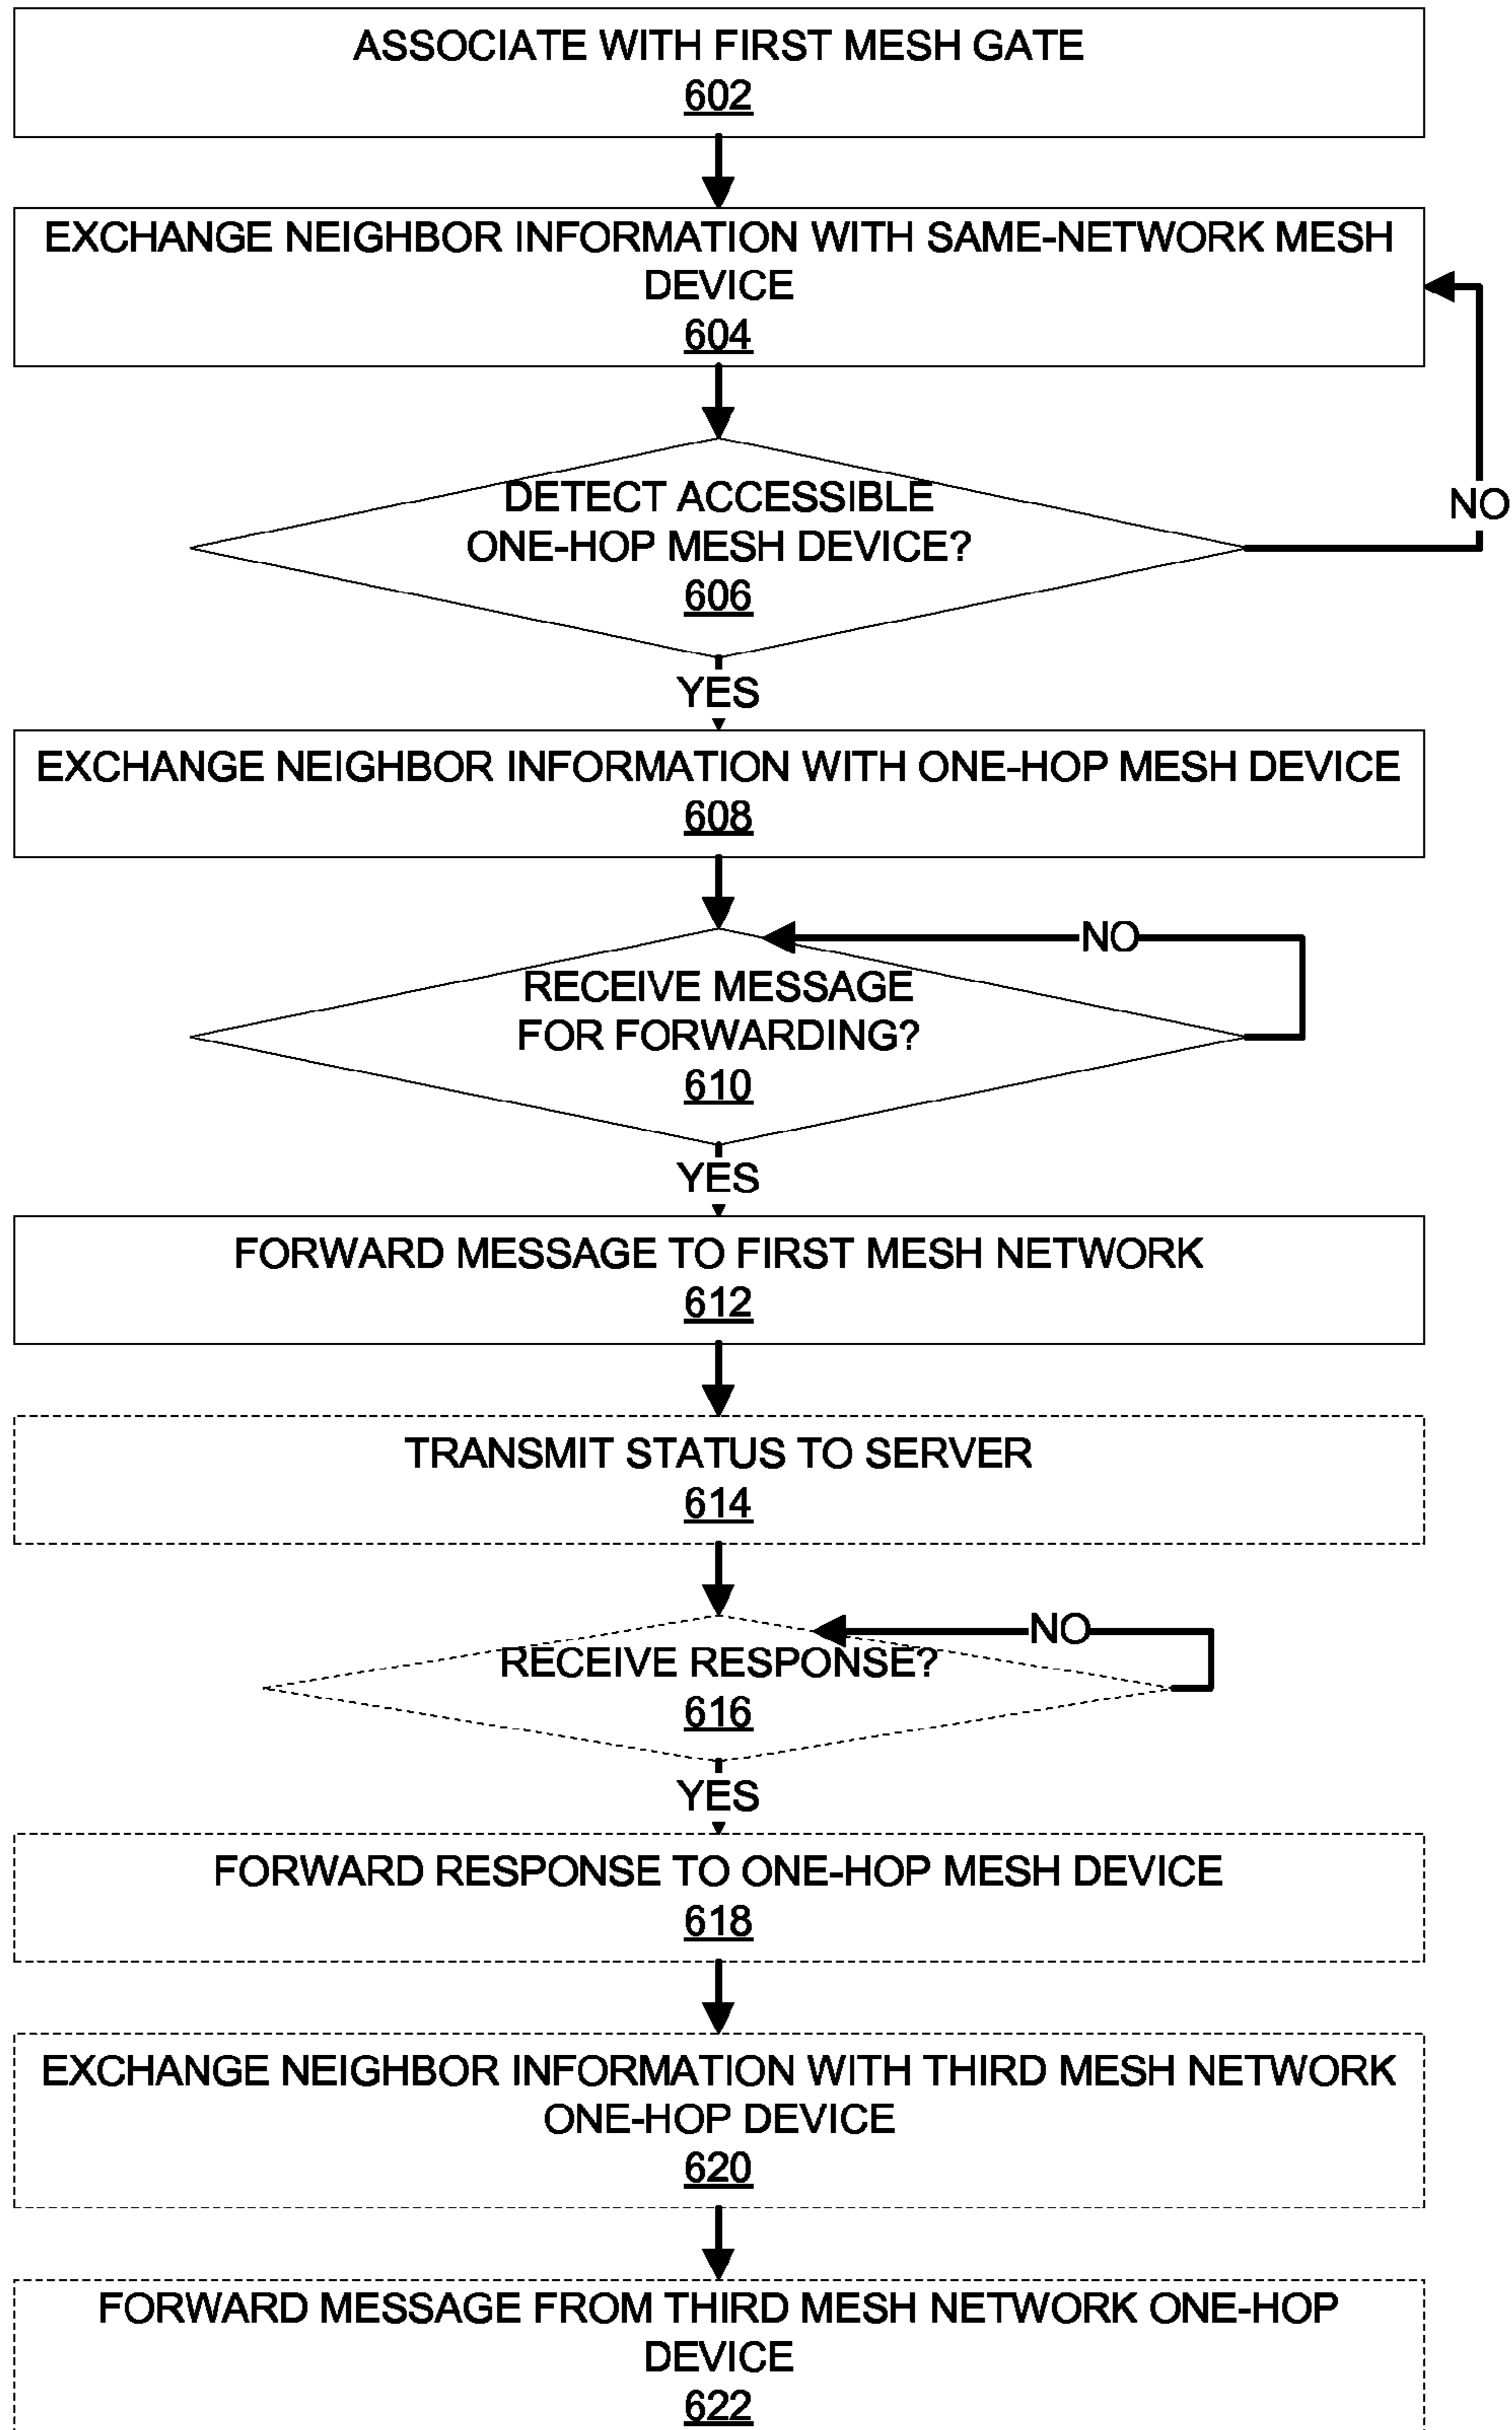 ASSOCIATE WITH FIRST MESH GATE
602
EXCHANGE NEIGHBOR INFORMATION WITH SAME-NETWORK MESH
DEVICE
604
DETECT ACCESSIBLE
ONE-HOP MESH DEVICE?
606
NO
YES
EXCHANGE NEIGHBOR INFORMATION WITH ONE-HOP MESH DEVICE
608
NO
RECEIVE MESSAGE
FOR FORWARDING?
610
YES
FORWARD MESSAGE TO FIRST MESH NETWORK
612
TRANSMIT STATUS TO SERVER
614
NO
RECEIVE RESPONSE?
616
YES
FORWARD RESPONSE TO ONE-HOP MESH DEVICE
618
EXCHANGE NEIGHBOR INFORMATION WITH THIRD MESH NETWORK
ONE-HOP DEVICE
620
FORWARD MESSAGE FROM THIRD MESH NETWORK ONE-HOP
DEVICE
622